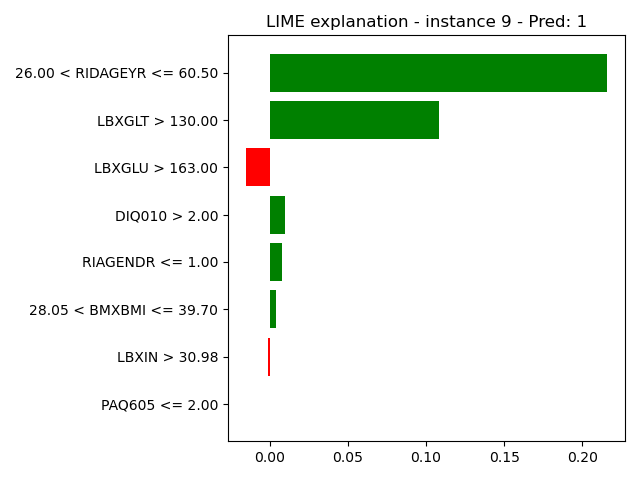 LIME explanation - instance 9 - Pred: 1
26.00 < RIDAGEYR <= 60.50
LBXGLT > 130.00
LBXGLU > 163.00
DIQ010 > 2.00
RIAGENDR <= 1.00
28.05 < BMXBMI <= 39.70
LBXIN > 30.98
PAQ605 <= 2.00
0.00 0.05 0.10 0.15 0.20